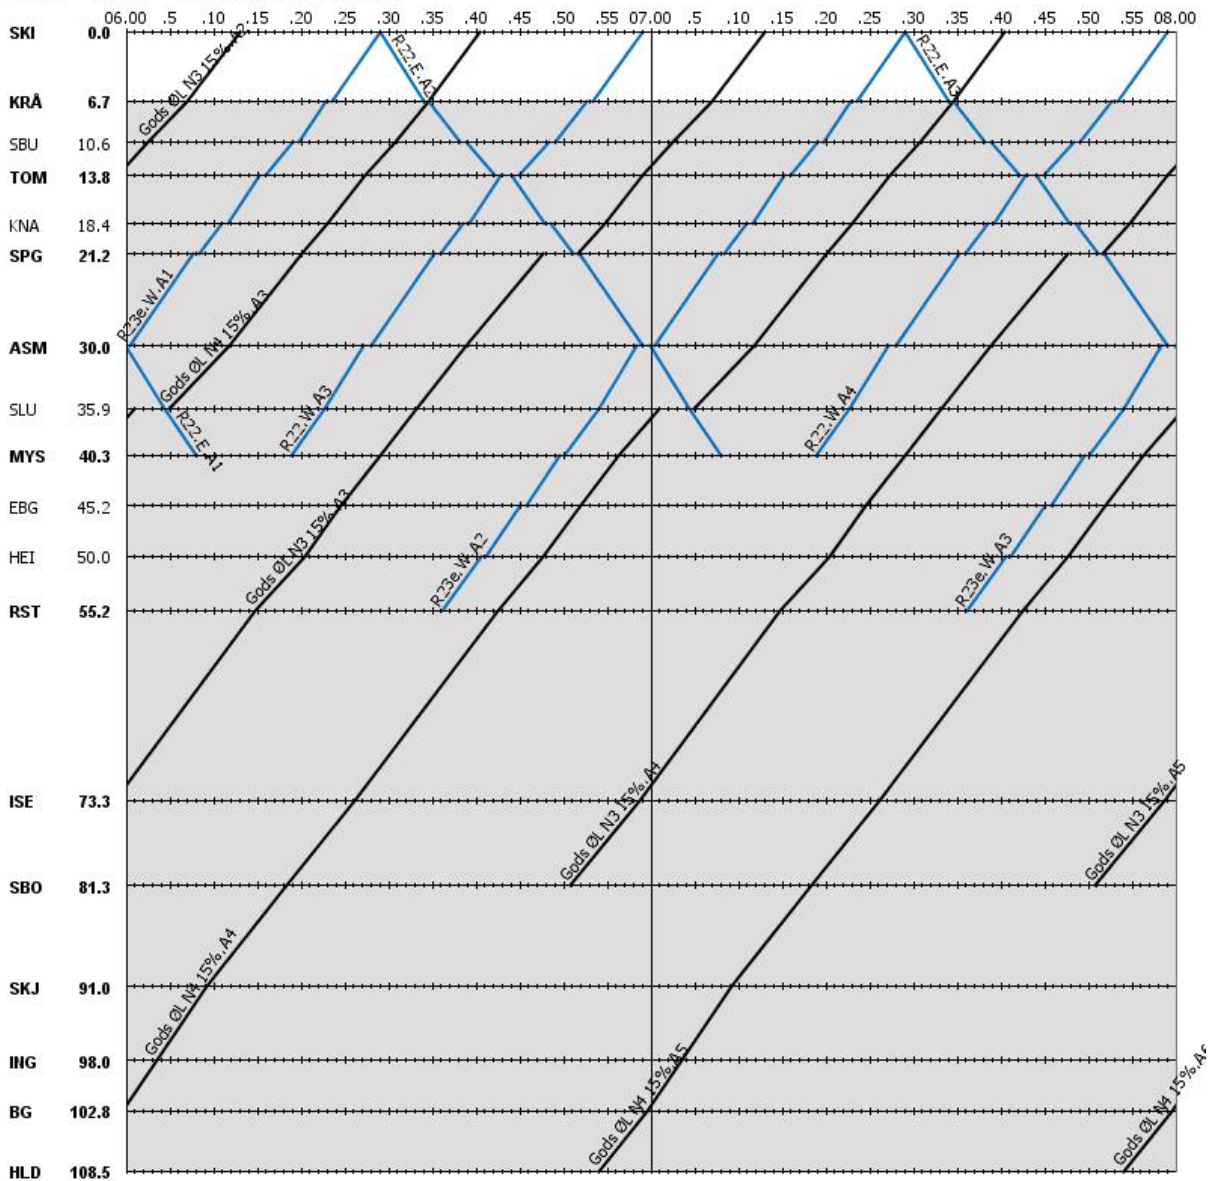 06.00 .5 .10 .15 .20 .25 .30 .35 .40 .45 .50 .55 07.00 .5 .10 .15 .20 .25 .30 .35 .40 .45 .50 .55 08.00
SKI 0.0
KRÅ 6.7
SBU 10.6
TOM 13.8
KNA 18.4
SPG 21.2
ASM 30.0
SLU 35.9
MYS 40.3
EBG 45.2
HEI 50.0
RST 55.2
ISE 73.3
SBO 81.3
SKJ 91.0
ING 98.0
BG 102.8
HLD 108.5
Gods ØL N3 15%.A2
R22.E.A2
R22.E.A3
R23e.W.A1
Gods ØL N4 15%.A3
R22.E.A1
R22.W.A3
R22.W.A4
Gods ØL N3 15%.A3
R23e.W.A2
R23e.W.A3
Gods ØL N3 15%.A4
Gods ØL N3 15%.A5
Gods ØL N4 15%.A4
Gods ØL N4 15%.A5
Gods ØL N4 15%.A6